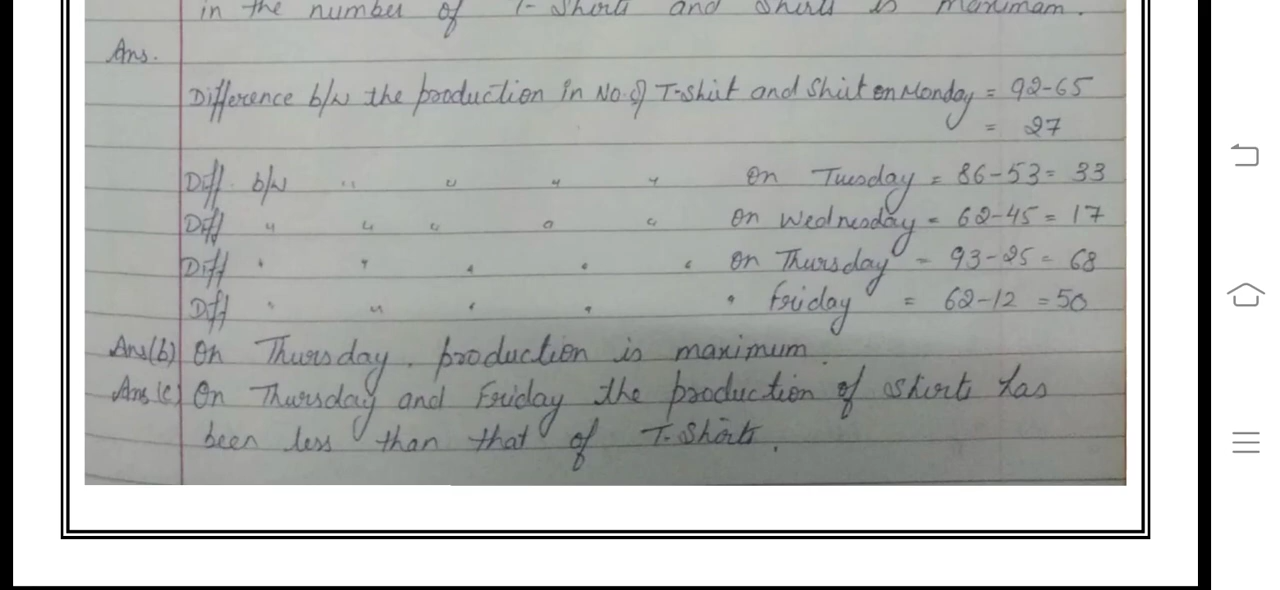 in the number of T-Shirts and Shirts is maximam.
Ans.
Difference b/w the production in No. of T-Shirt and Shirt on Monday = 92-65
= 27
Diff. b/w " " " " on Tuesday = 86-53= 33
Diff " " " " " on Wednesday = 62-45 = 17
Diff " " " " " on Thursday = 93-25 = 68
Diff " " " " " Friday = 62-12 =50
Ans(b) On Thursday, production is maximum.
Ans (c) On Thursday and Friday the production of shirts has
been less than that of T-Shirts.